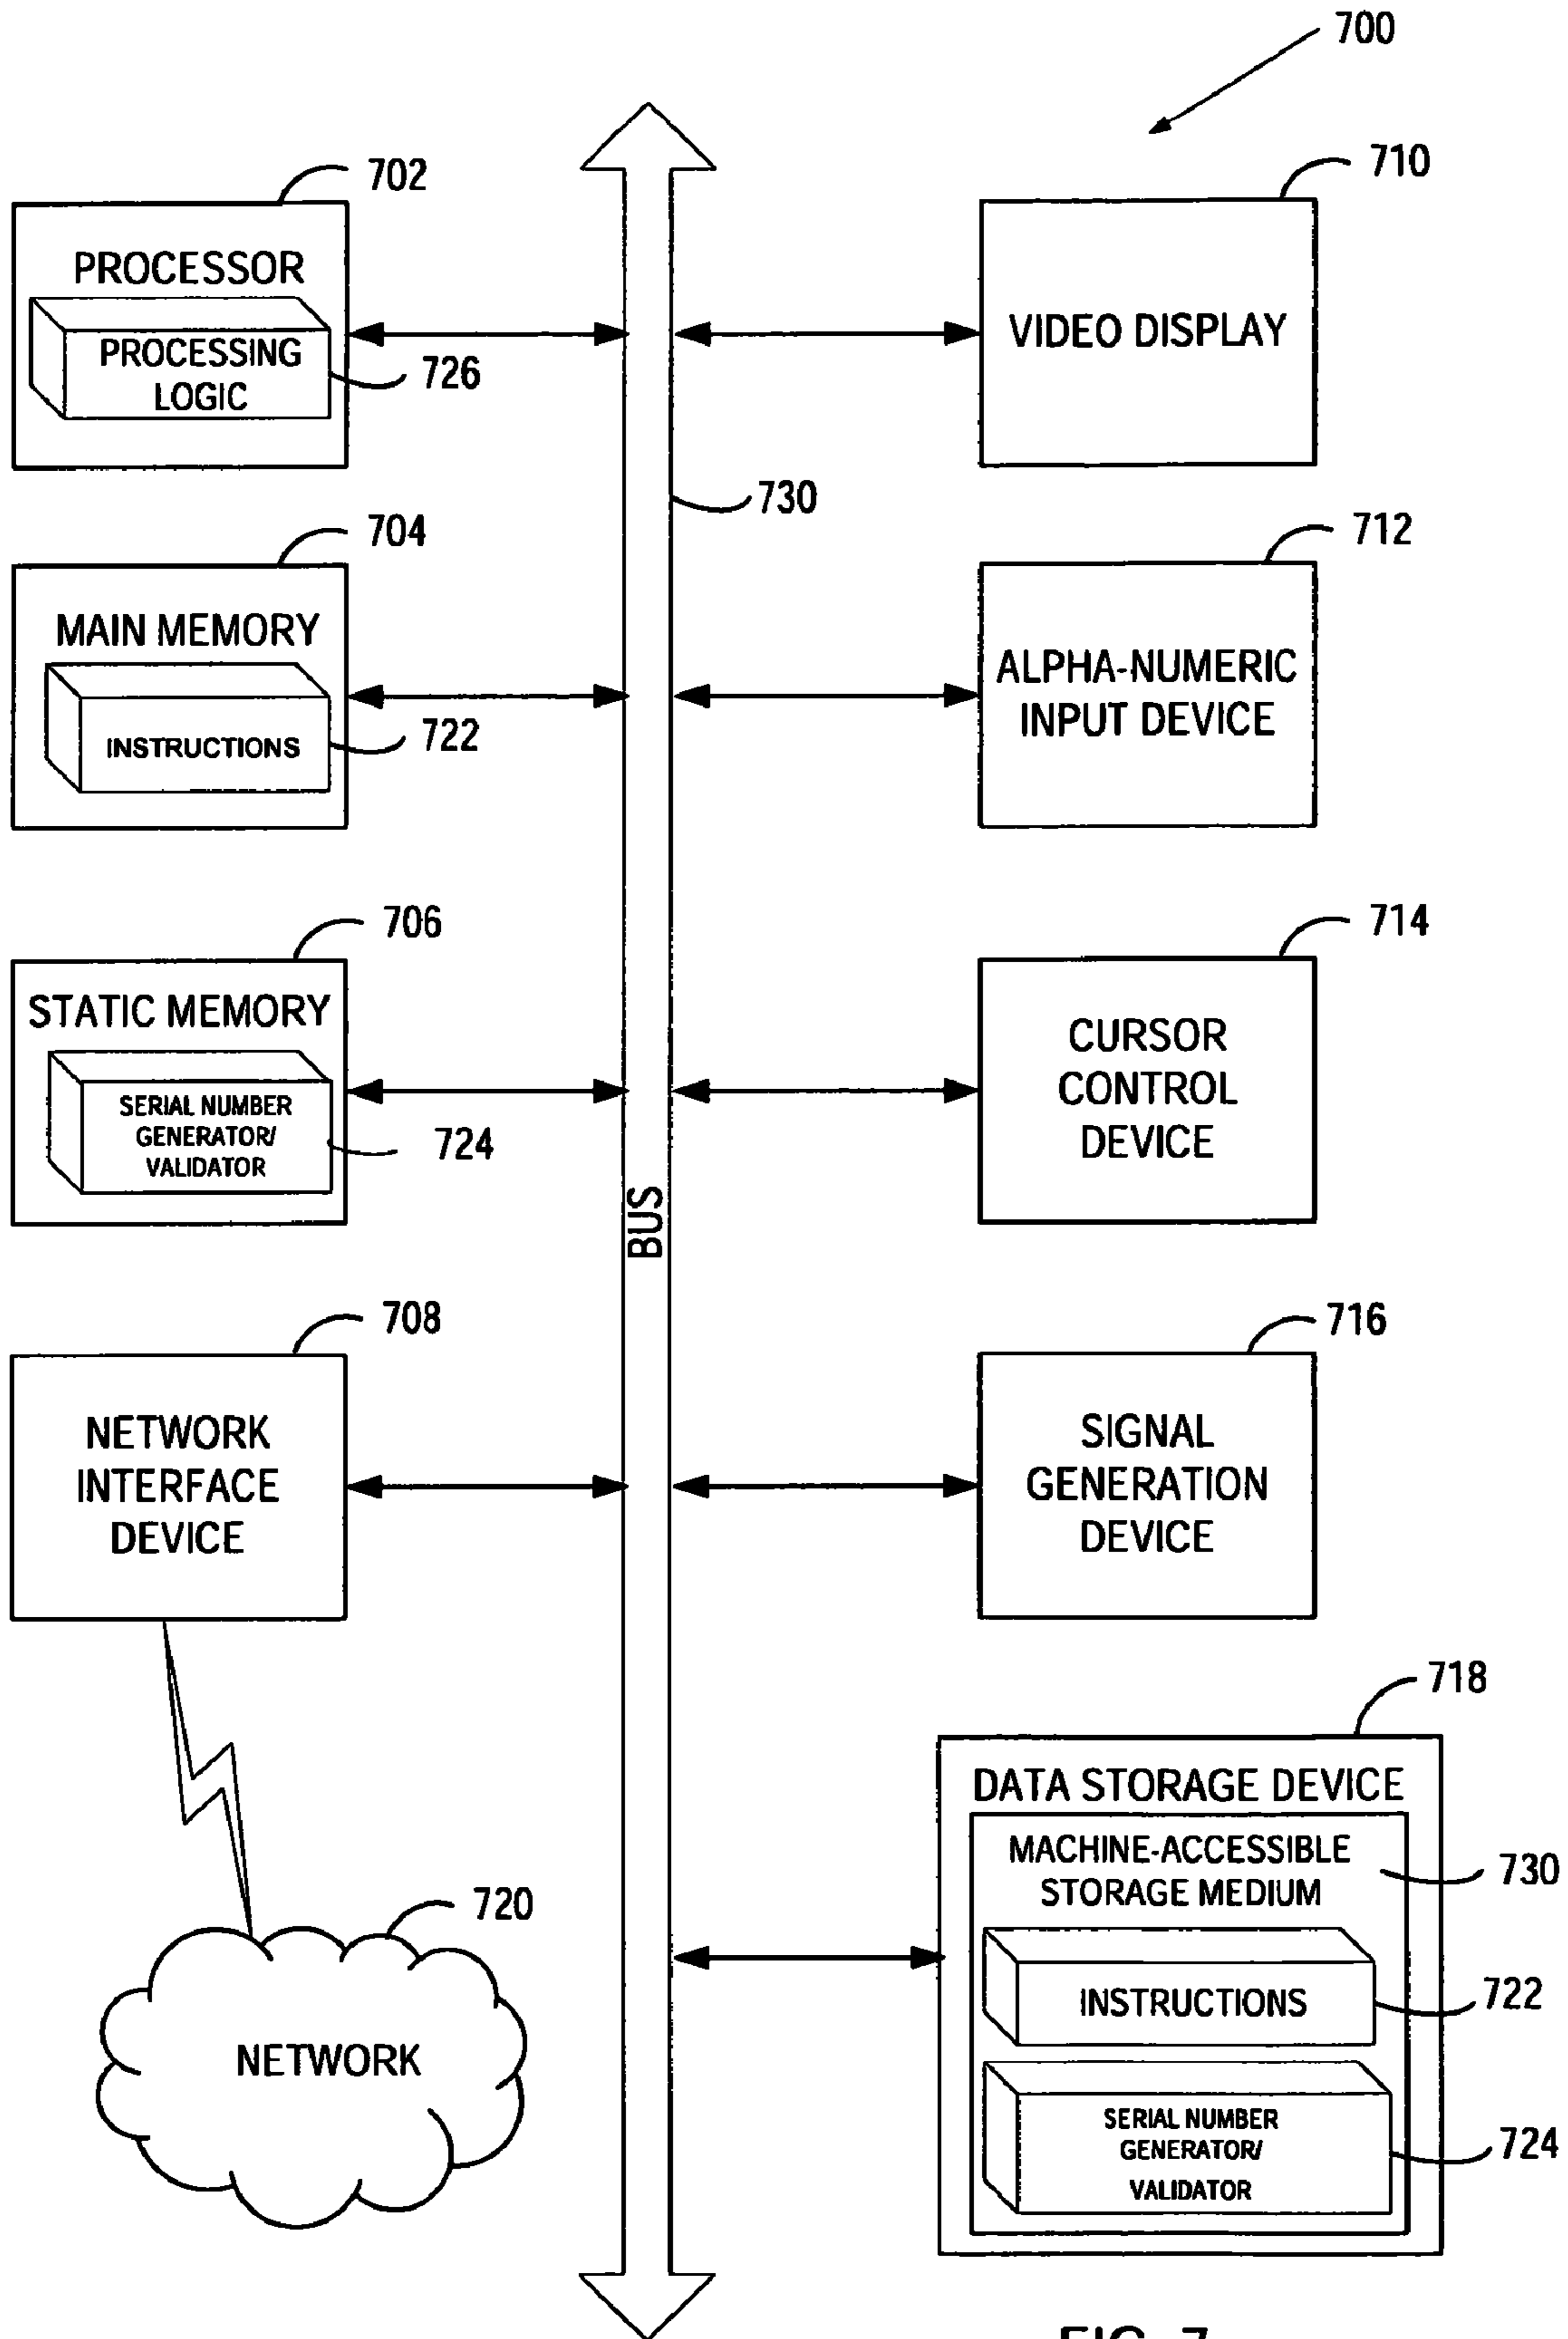 700
702
PROCESSOR
PROCESSING
LOGIC
726
710
VIDEO DISPLAY
730
704
MAIN MEMORY
INSTRUCTIONS
722
712
ALPHA-NUMERIC
INPUT DEVICE
706
STATIC MEMORY
SERIAL NUMBER
GENERATOR/
VALIDATOR
724
714
CURSOR
CONTROL
DEVICE
BUS
708
NETWORK
INTERFACE
DEVICE
716
SIGNAL
GENERATION
DEVICE
720
NETWORK
718
DATA STORAGE DEVICE
MACHINE-ACCESSIBLE
STORAGE MEDIUM
730
INSTRUCTIONS
722
SERIAL NUMBER
GENERATOR/
VALIDATOR
724
FIG. 7